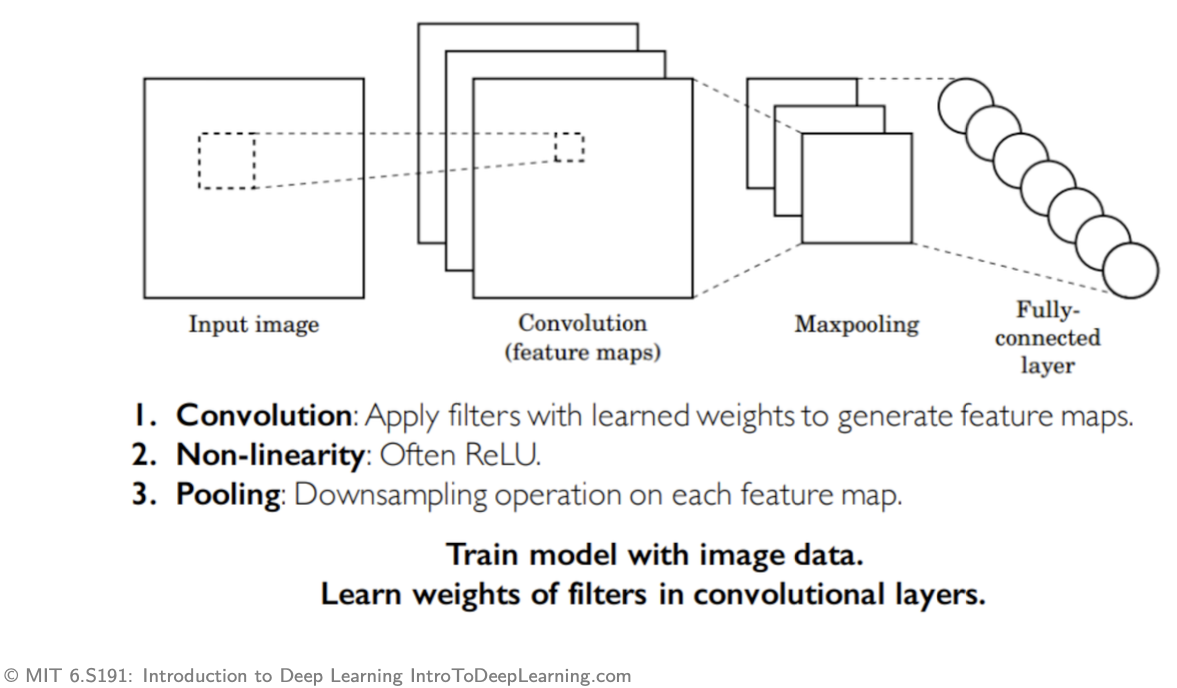 Input image
Convolution
(feature maps)
Maxpooling
Fully-
connected
layer
1. Convolution: Apply filters with learned weights to generate feature maps.
2. Non-linearity: Often ReLU.
3. Pooling: Downsampling operation on each feature map.
Train model with image data.
Learn weights of filters in convolutional layers.
© MIT 6.S191: Introduction to Deep Learning IntroToDeepLearning.com